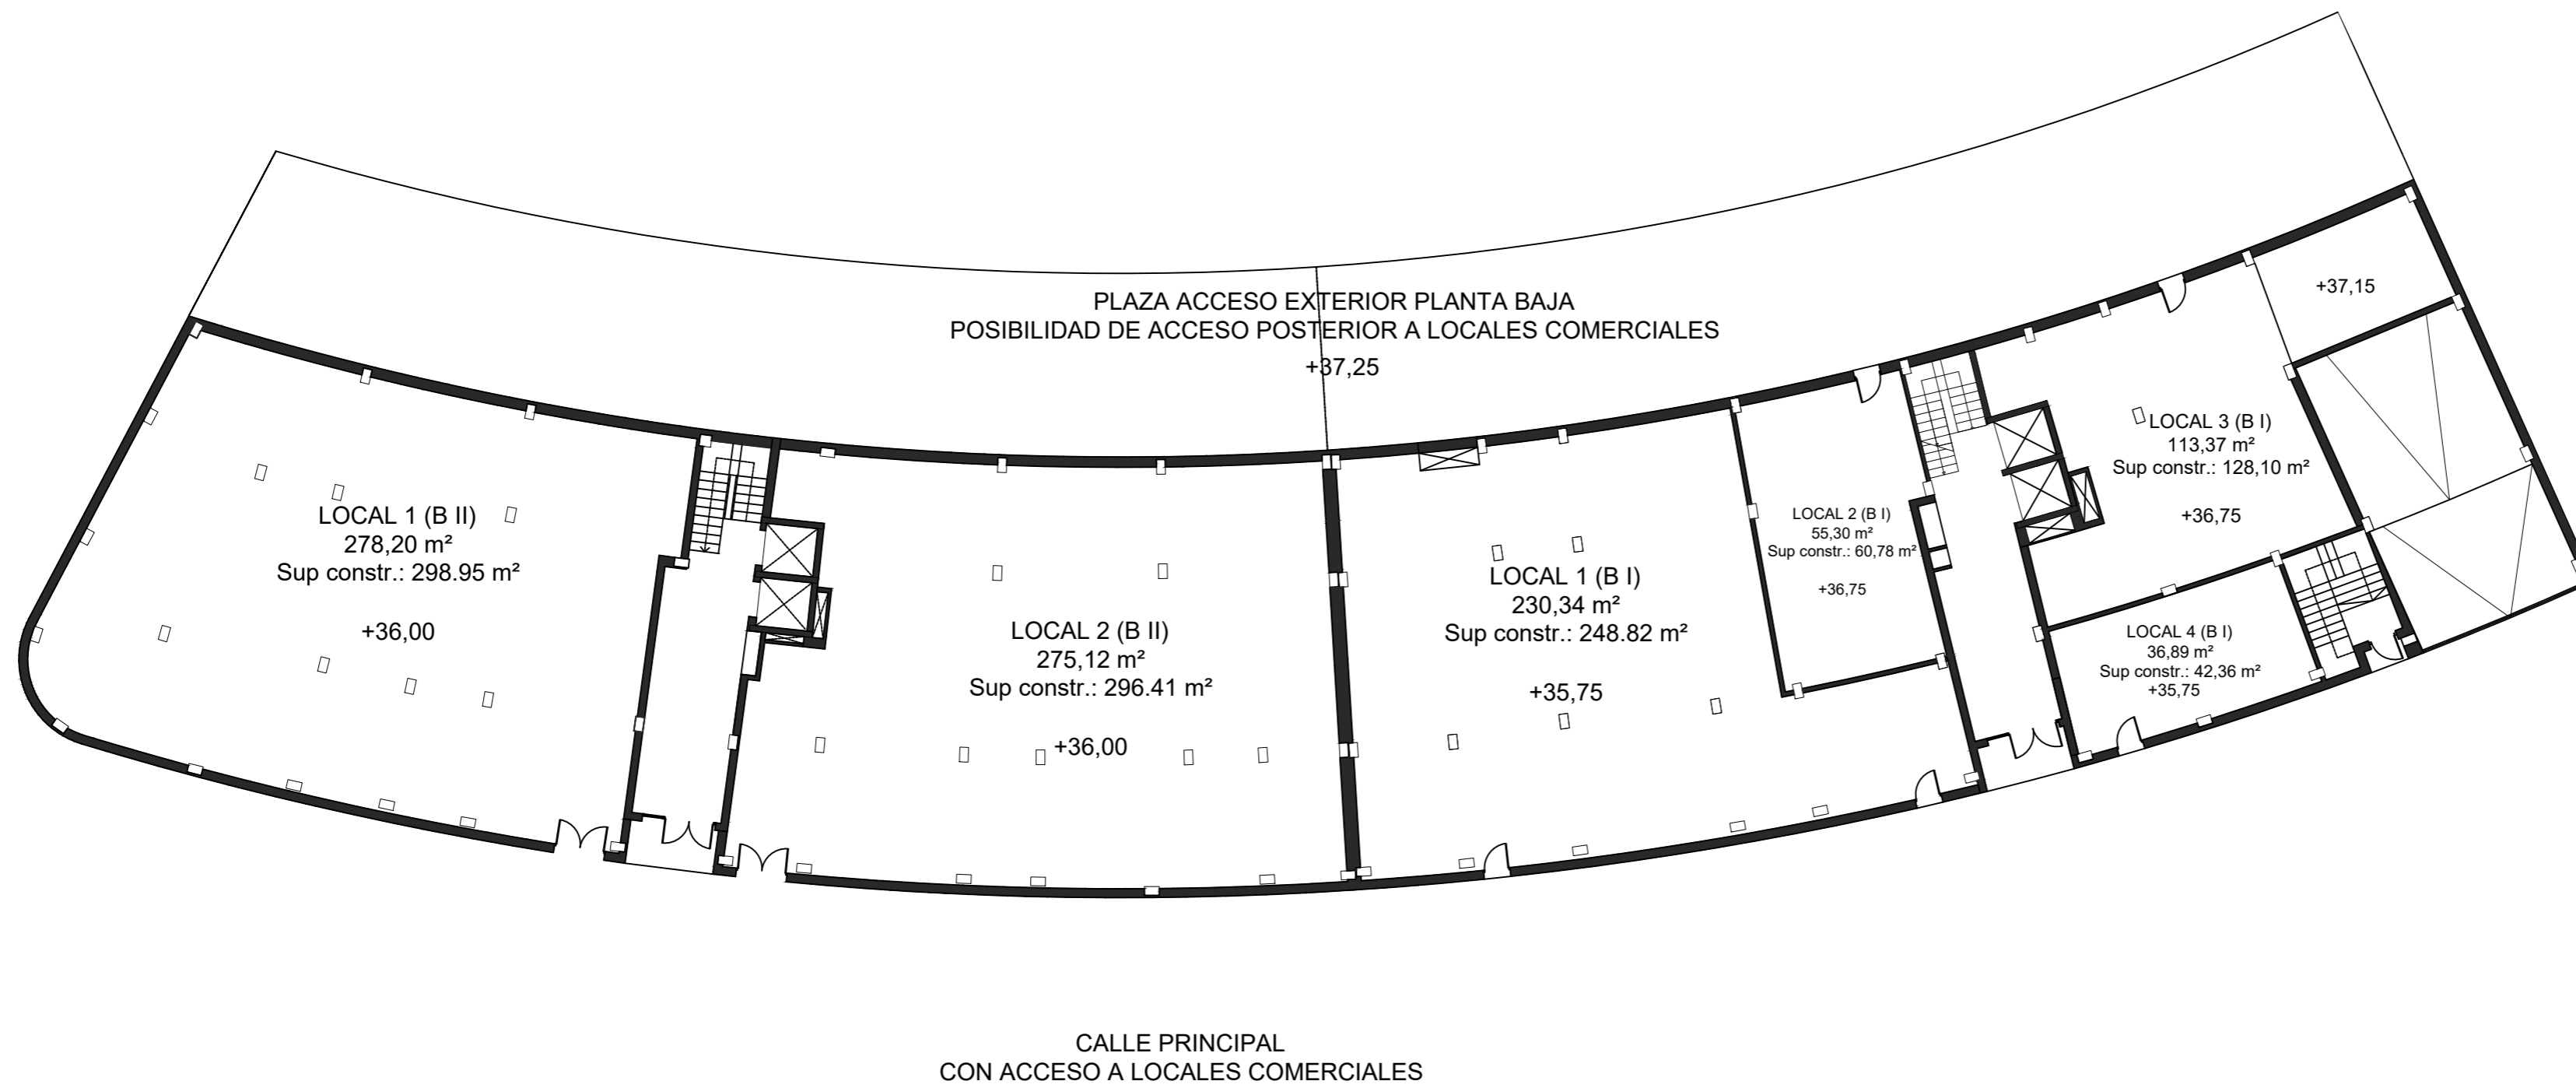 PLAZA ACCESO EXTERIOR PLANTA BAJA
POSIBILIDAD DE ACCESO POSTERIOR A LOCALES COMERCIALES
+37,25
+37,15
LOCAL 1 (B II)
278,20 m²
Sup constr.: 298.95 m²
+36,00
LOCAL 2 (B II)
275,12 m²
Sup constr.: 296.41 m²
+36,00
LOCAL 1 (B I)
230,34 m²
Sup constr.: 248.82 m²
+35,75
LOCAL 2 (B I)
55,30 m²
Sup constr.: 60,78 m²
+36,75
LOCAL 3 (B I)
113,37 m²
Sup constr.: 128,10 m²
+36,75
LOCAL 4 (B I)
36,89 m²
Sup constr.: 42,36 m²
+35,75
CALLE PRINCIPAL
CON ACCESO A LOCALES COMERCIALES